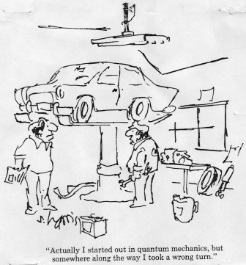 "Actually I started out in quantum mechanics, but
somewhere along the way I took a wrong turn."